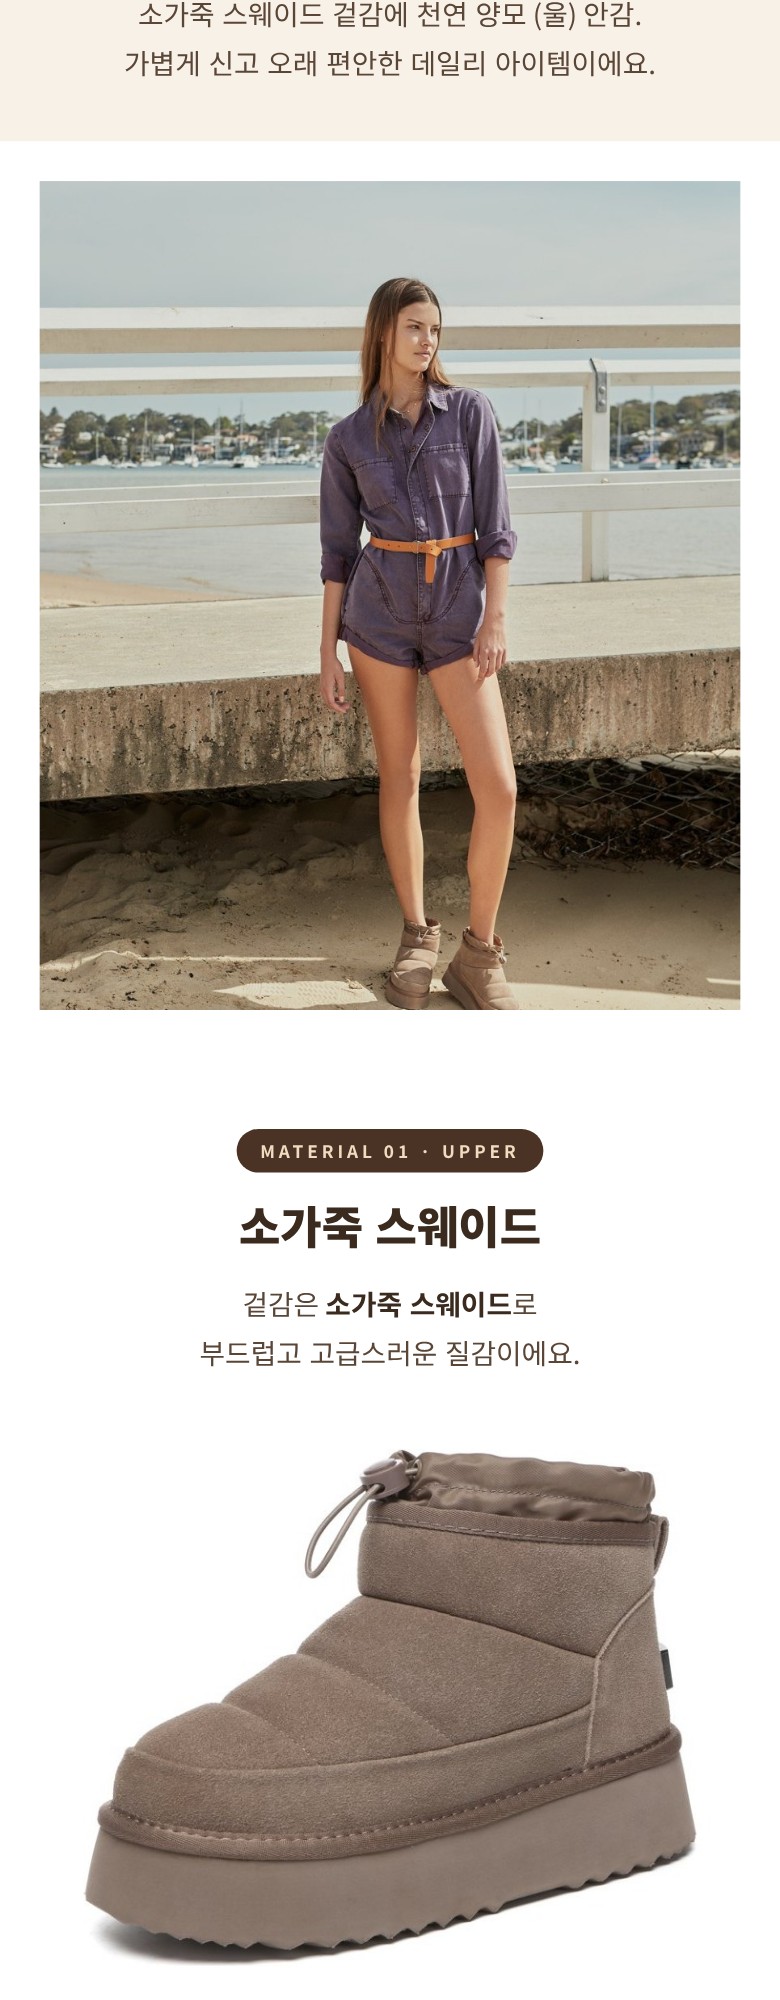 소가죽 스웨이드 겉감에 천연 양모 (울) 안감.
가볍게 신고 오래 편안한 데일리 아이템이에요.
MATERIAL 01 · UPPER
소가죽 스웨이드
겉감은 소가죽 스웨이드로
부드럽고 고급스러운 질감이에요.